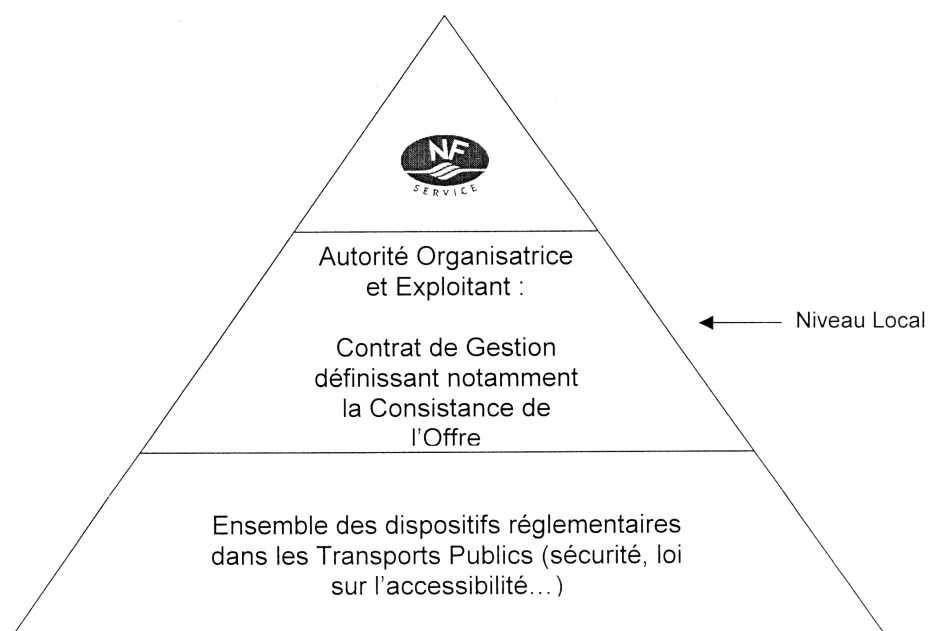 NF
SERVICE
Autorité Organisatrice
et Exploitant :
Niveau Local
Contrat de Gestion
définissant notamment
la Consistance de
l'Offre
Ensemble des dispositifs réglementaires
dans les Transports Publics (sécurité, loi
sur l'accessibilité…)